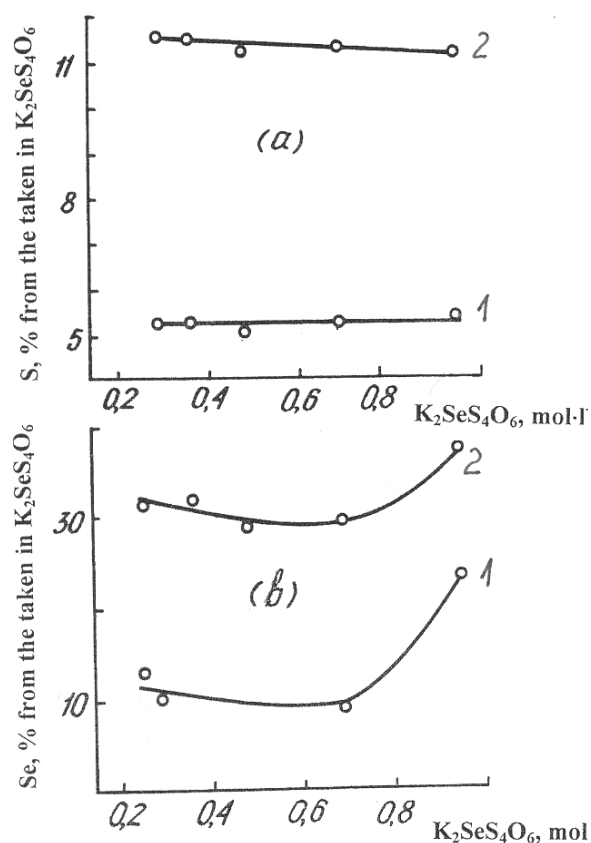 S, % from the taken in K₂SeS₄O₆
11
8
5
2
(a)
1
0,2 0,4 0,6 0,8
K₂SeS₄O₆, mol·l
Se, % from the taken in K₂SeS₄O₆
30
10
2
(b)
1
0,2 0,4 0,6 0,8
K₂SeS₄O₆, mol